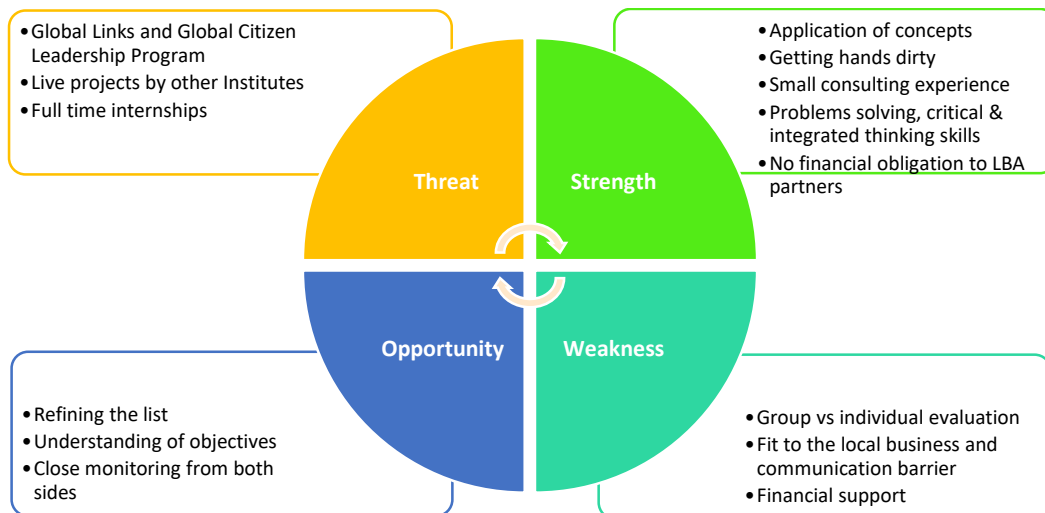 •Global Links and Global Citizen
Leadership Program
•Live projects by other Institutes
•Full time internships
•Application of concepts
•Getting hands dirty
•Small consulting experience
•Problems solving, critical &
integrated thinking skills
•No financial obligation to LBA
partners
Threat
Strength
Opportunity
Weakness
•Refining the list
•Understanding of objectives
•Close monitoring from both
sides
•Group vs individual evaluation
•Fit to the local business and
communication barrier
•Financial support